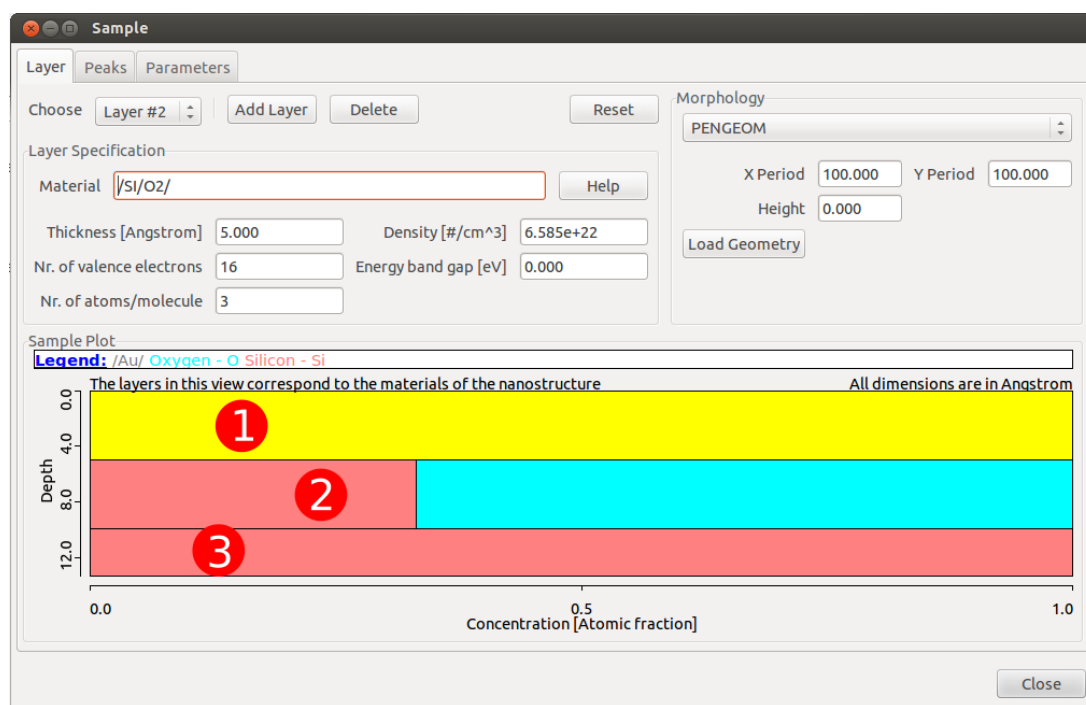 Sample
Layer Peaks Parameters
Choose Layer #2 Add Layer Delete Reset
Morphology
PENGEOM
Layer Specification
Material /SI/O2/ Help
X Period 100.000 Y Period 100.000
Height 0.000
Thickness [Angstrom] 5.000 Density [#/cm^3] 6.585e+22
Load Geometry
Nr. of valence electrons 16 Energy band gap [eV] 0.000
Nr. of atoms/molecule 3
Sample Plot
Legend: /Au/ Oxygen - O Silicon - Si
The layers in this view correspond to the materials of the nanostructure All dimensions are in Angstrom
Depth
0.0
4.0
8.0
12.0
1
2
3
0.0 0.5 1.0
Concentration [Atomic fraction]
Close